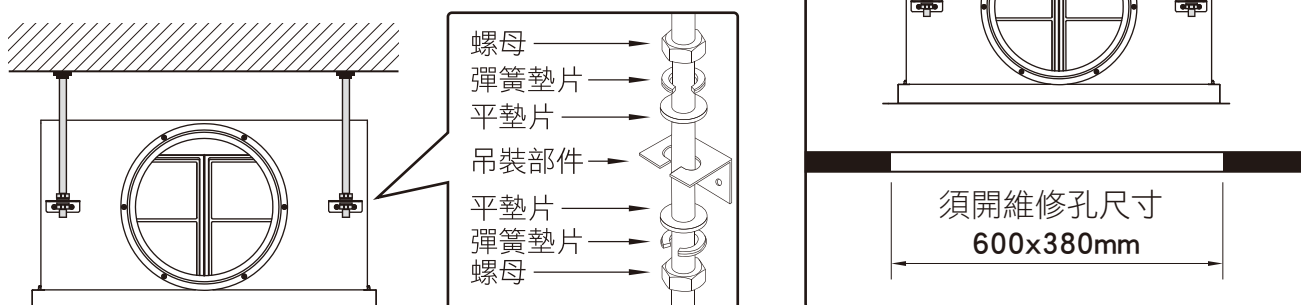 螺母
彈簧墊片
平墊片
吊裝部件
平墊片
彈簧墊片
螺母
須開維修孔尺寸
600x380mm